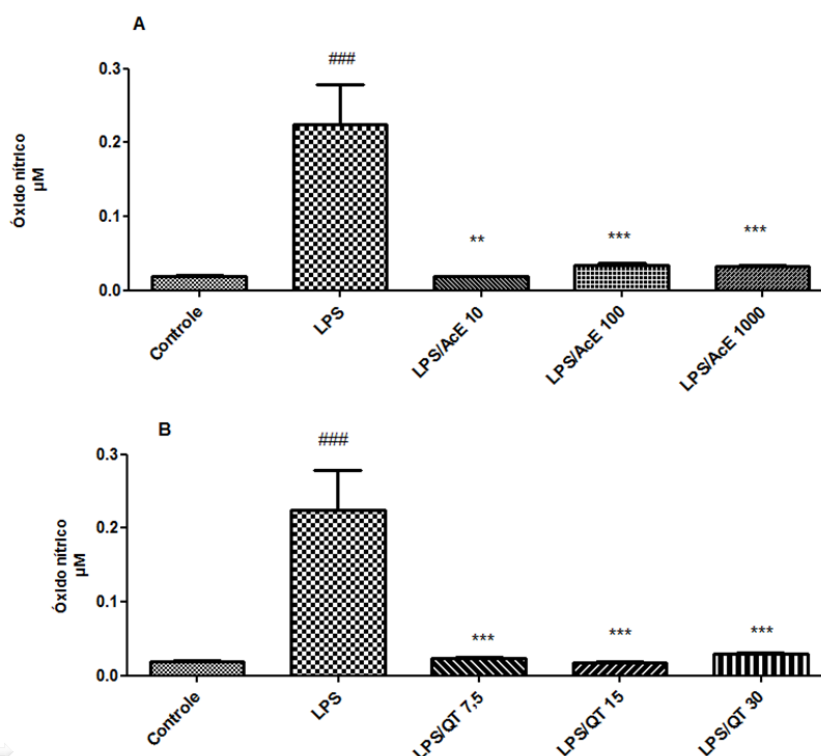 A
###
0.3
0.2
0.1
0.0
Óxido nítrico
µM
**
***
***
Controle
LPS
LPS/AcE 10
LPS/AcE 100
LPS/AcE 1000
B
###
0.3
0.2
0.1
0.0
Óxido nítrico
µM
***
***
***
Controle
LPS
LPS/QT 7,5
LPS/QT 15
LPS/QT 30